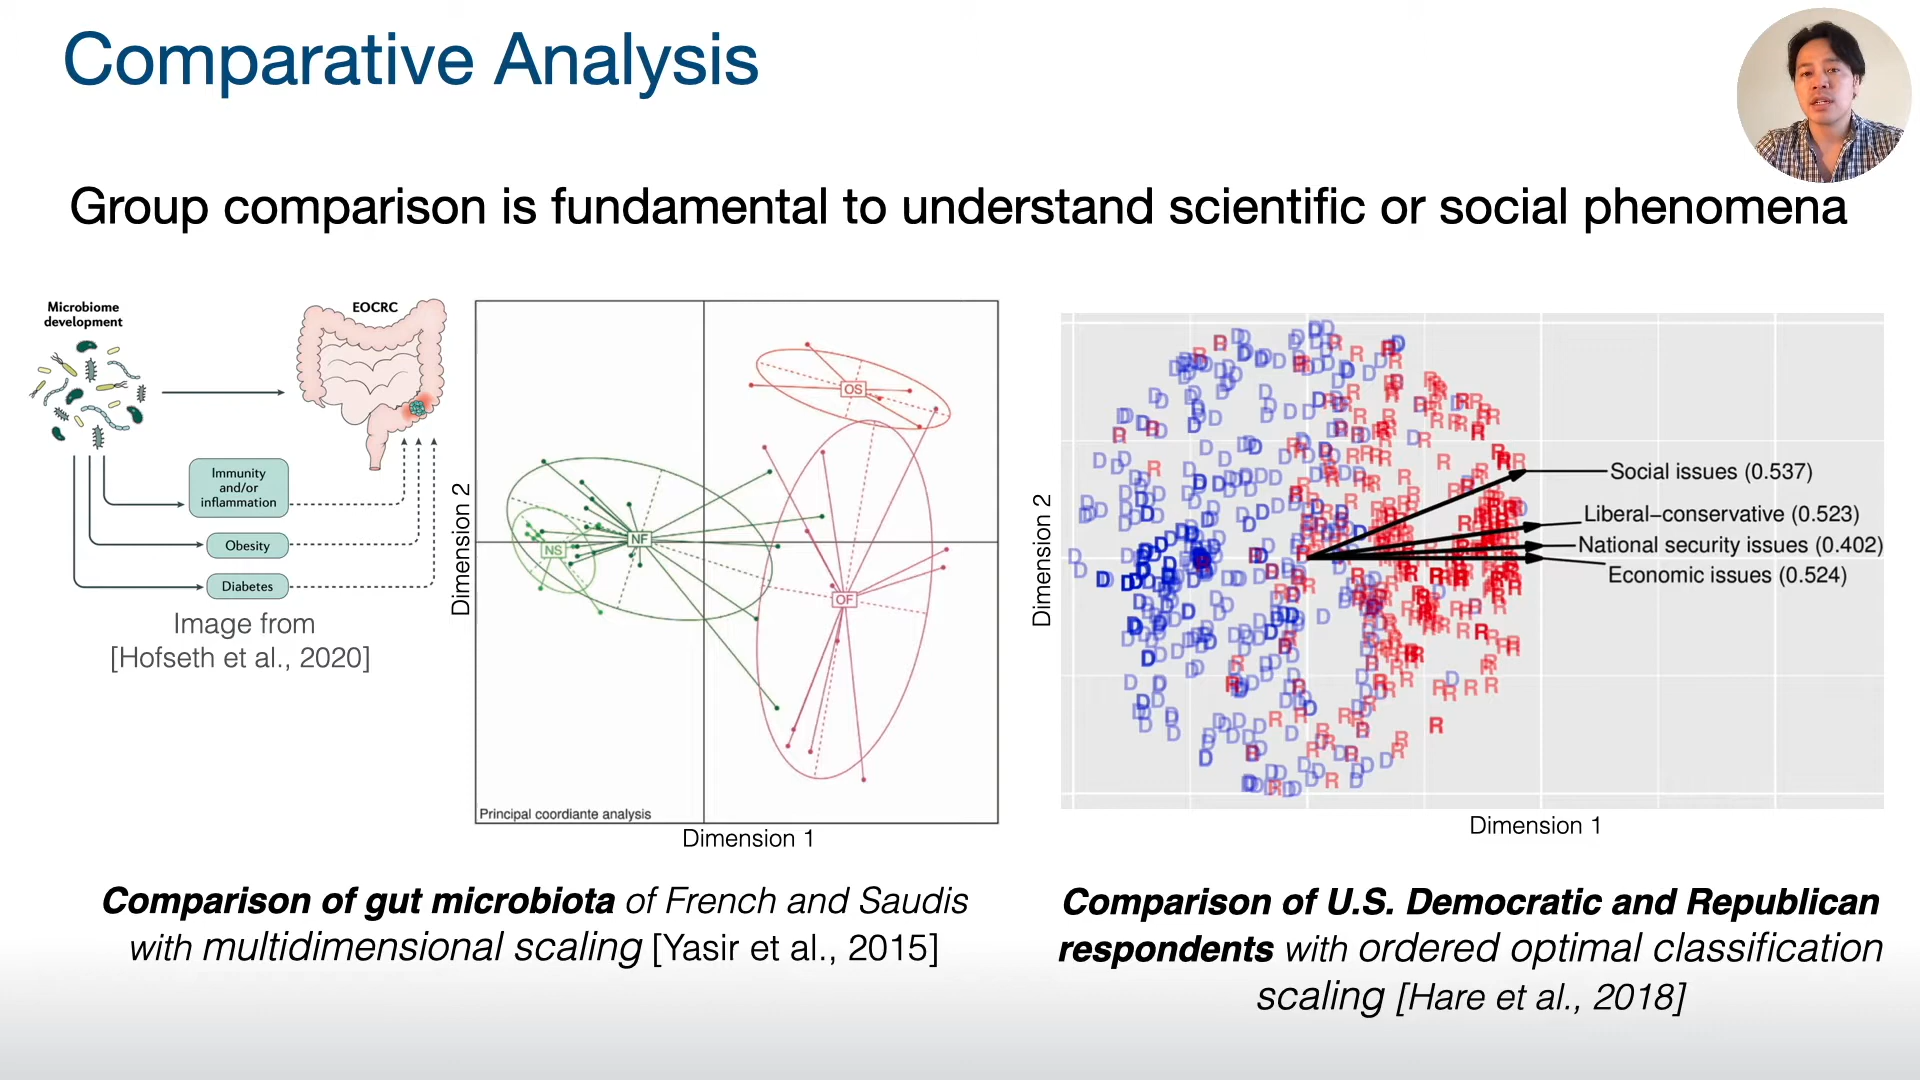 Comparative Analysis
Group comparison is fundamental to understand scientific or social phenomena
Microbiome
development
EOCRC
Immunity
and/or
inflammation
Obesity
Diabetes
Image from
[Hofseth et al., 2020]
Dimension 2
OS
NF
NS
OF
Principal coordiante analysis
Dimension 1
Comparison of gut microbiota of French and Saudis
with multidimensional scaling [Yasir et al., 2015]
Dimension 2
Social issues (0.537)
Liberal–conservative (0.523)
National security issues (0.402)
Economic issues (0.524)
Dimension 1
Comparison of U.S. Democratic and Republican
respondents with ordered optimal classification
scaling [Hare et al., 2018]